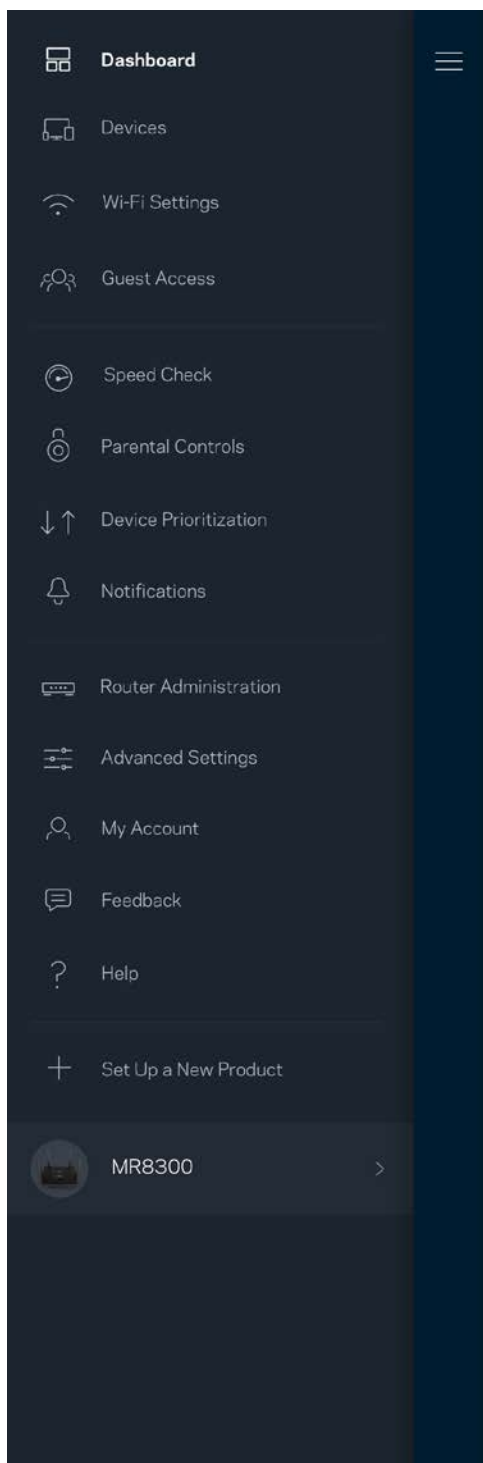 Dashboard
Devices
Wi-Fi Settings
Guest Access
Speed Check
Parental Controls
Device Prioritization
Notifications
Router Administration
Advanced Settings
My Account
Feedback
Help
Set Up a New Product
MR8300